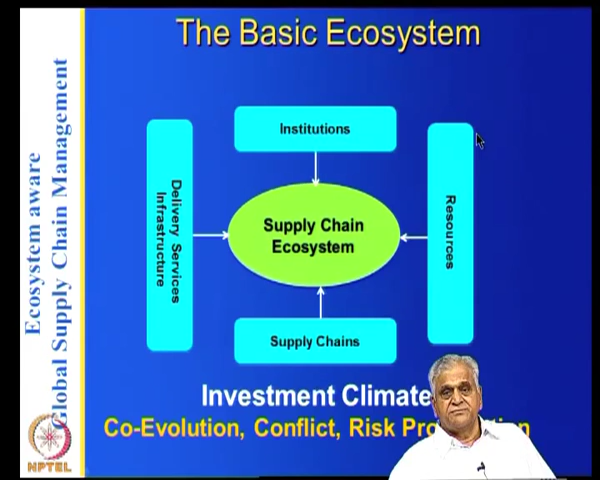 The Basic Ecosystem
Ecosystem aware
Global Supply Chain Management
Institutions
Delivery Services
Infrastructure
Supply Chain
Ecosystem
Resources
Supply Chains
Investment Climate
Co-Evolution, Conflict, Risk
NPTEL